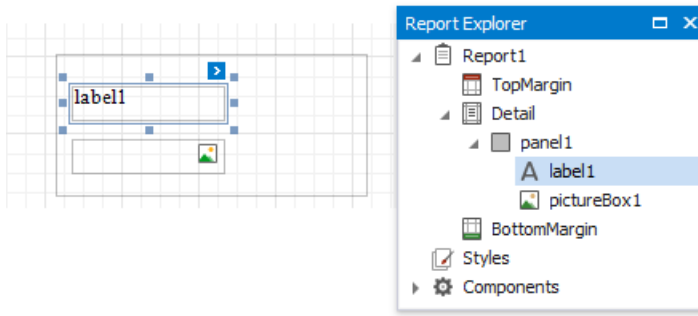 label1
Report Explorer
Report1
TopMargin
Detail
panel1
label1
pictureBox1
BottomMargin
Styles
Components